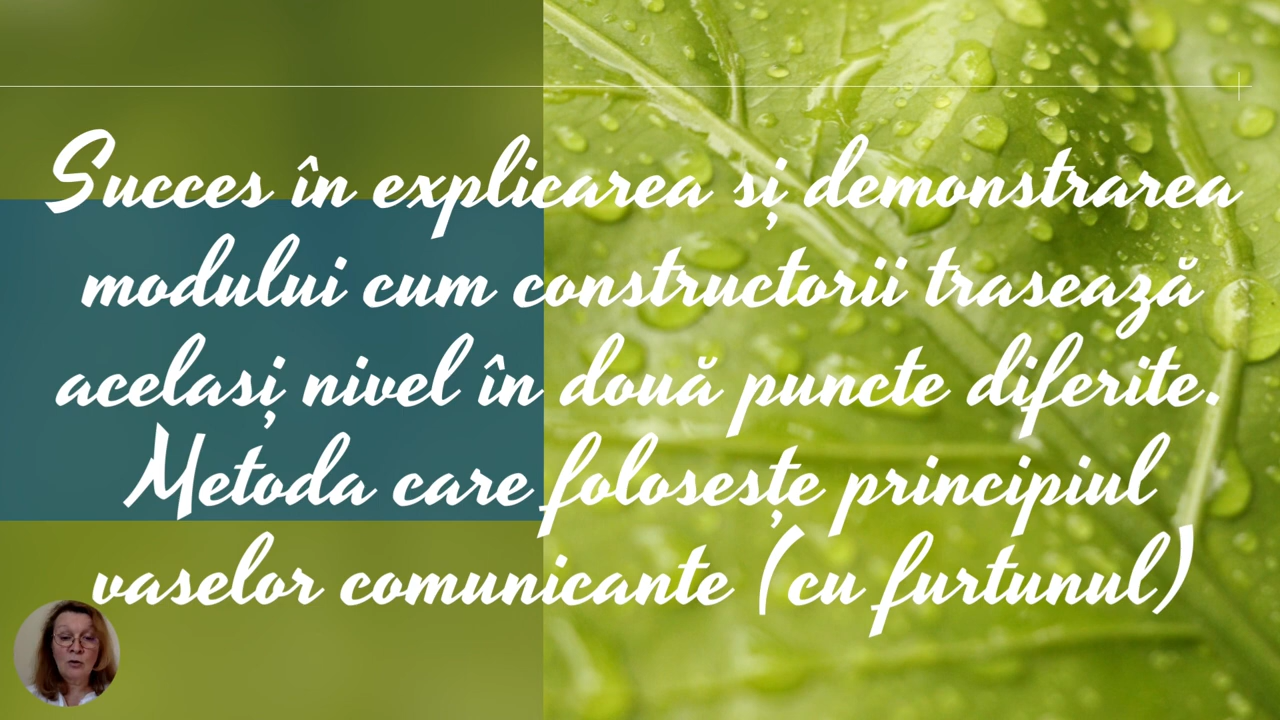 Succes în explicarea și demonstrarea
modului cum constructorii trasează
același nivel în două puncte diferite.
Metoda care folosește principiul
vaselor comunicante (cu furtunul)